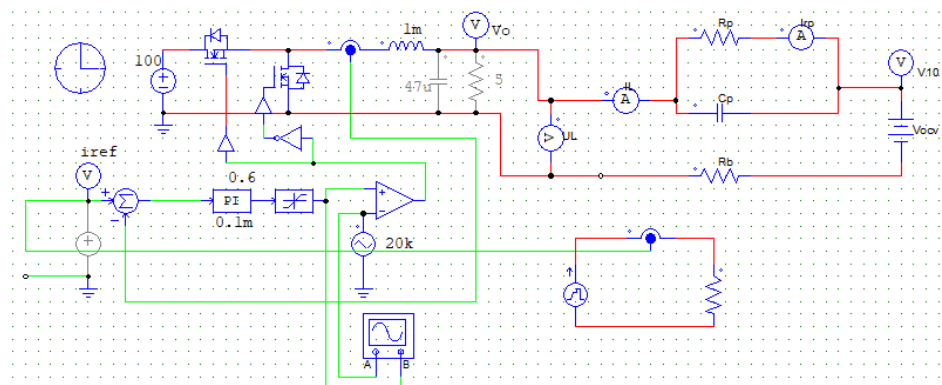 1m
V
Vo
Rp
Irp
A
100
V
V10
47u
5
IL
A
Cp
V
UL
Vocv
iref
V
Rb
0.6
PI
0.1m
20k
A
B